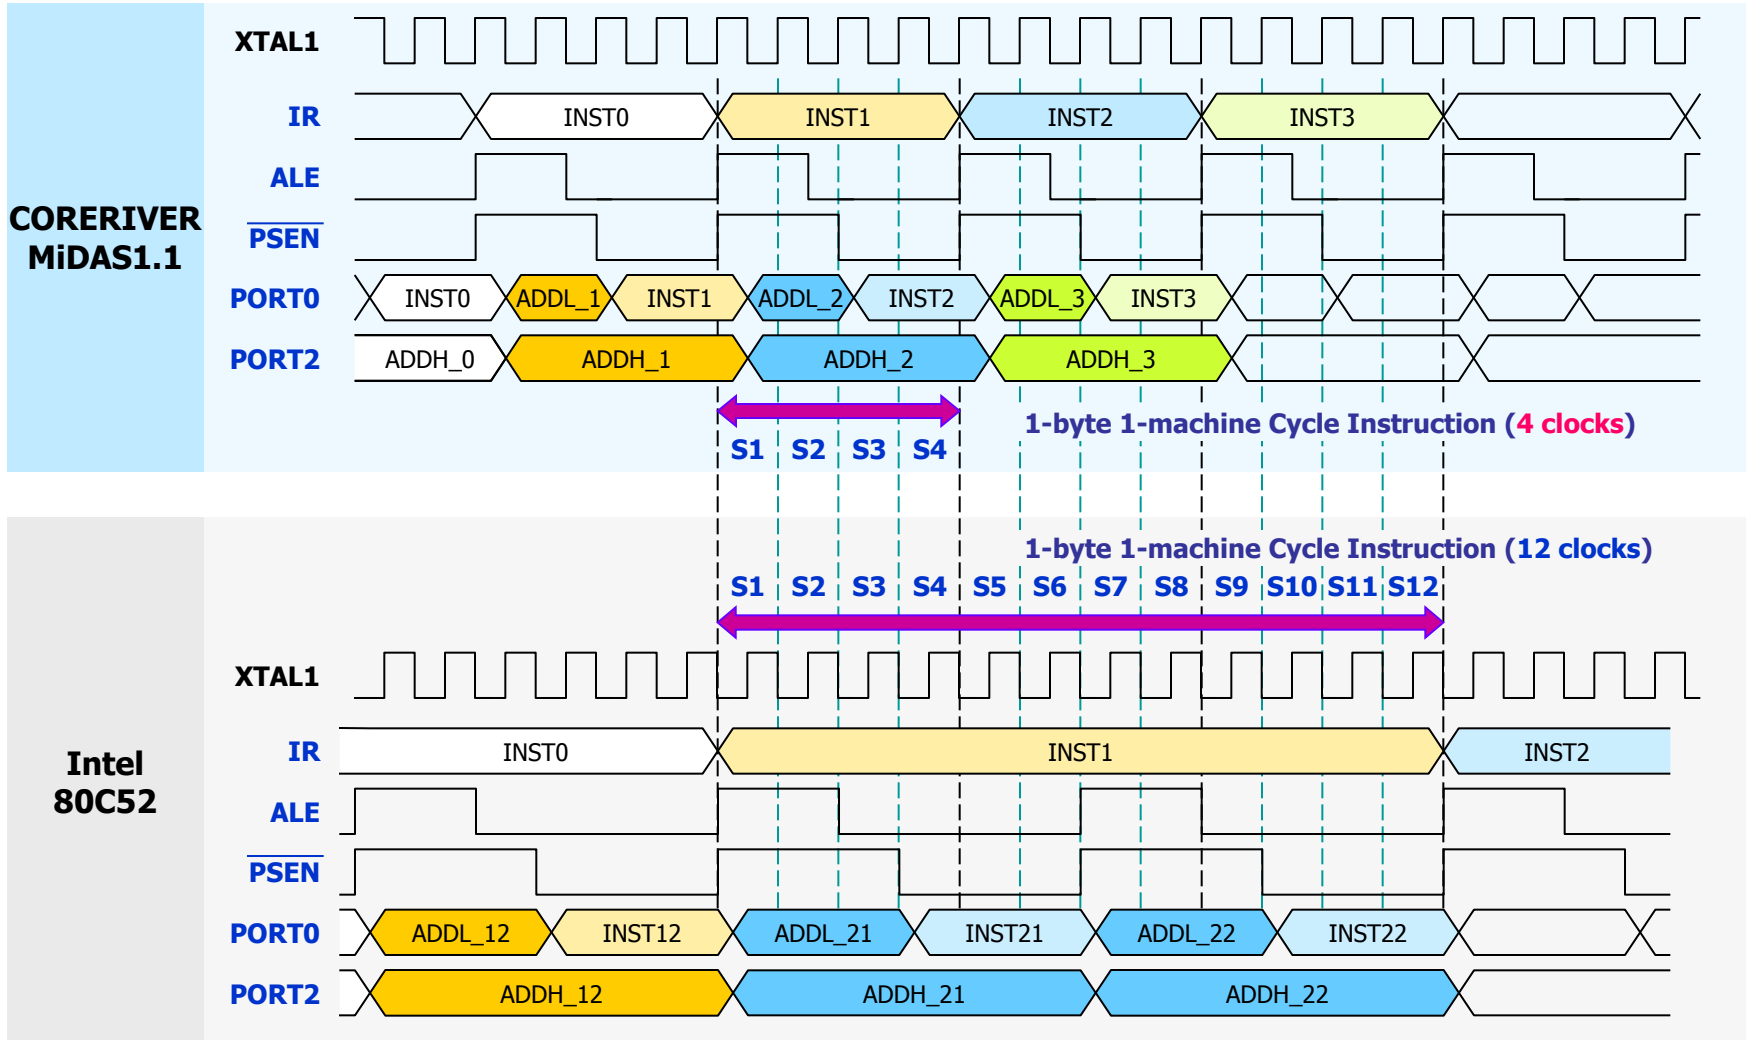 XTAL1
IR INST0 INST1 INST2 INST3
ALE
CORERIVER
MiDAS1.1
PSEN
PORT0 INST0 ADDL_1 INST1 ADDL_2 INST2 ADDL_3 INST3
PORT2 ADDH_0 ADDH_1 ADDH_2 ADDH_3
1-byte 1-machine Cycle Instruction (4 clocks)
S1 S2 S3 S4
1-byte 1-machine Cycle Instruction (12 clocks)
S1 S2 S3 S4 S5 S6 S7 S8 S9 S10 S11 S12
XTAL1
IR INST0 INST1 INST2
Intel
80C52
ALE
PSEN
PORT0 ADDL_12 INST12 ADDL_21 INST21 ADDL_22 INST22
PORT2 ADDH_12 ADDH_21 ADDH_22